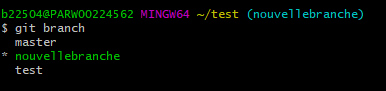 b22504@PARW00224562 MINGW64 ~/test (nouvellebranche)
$ git branch
  master
* nouvellebranche
  test